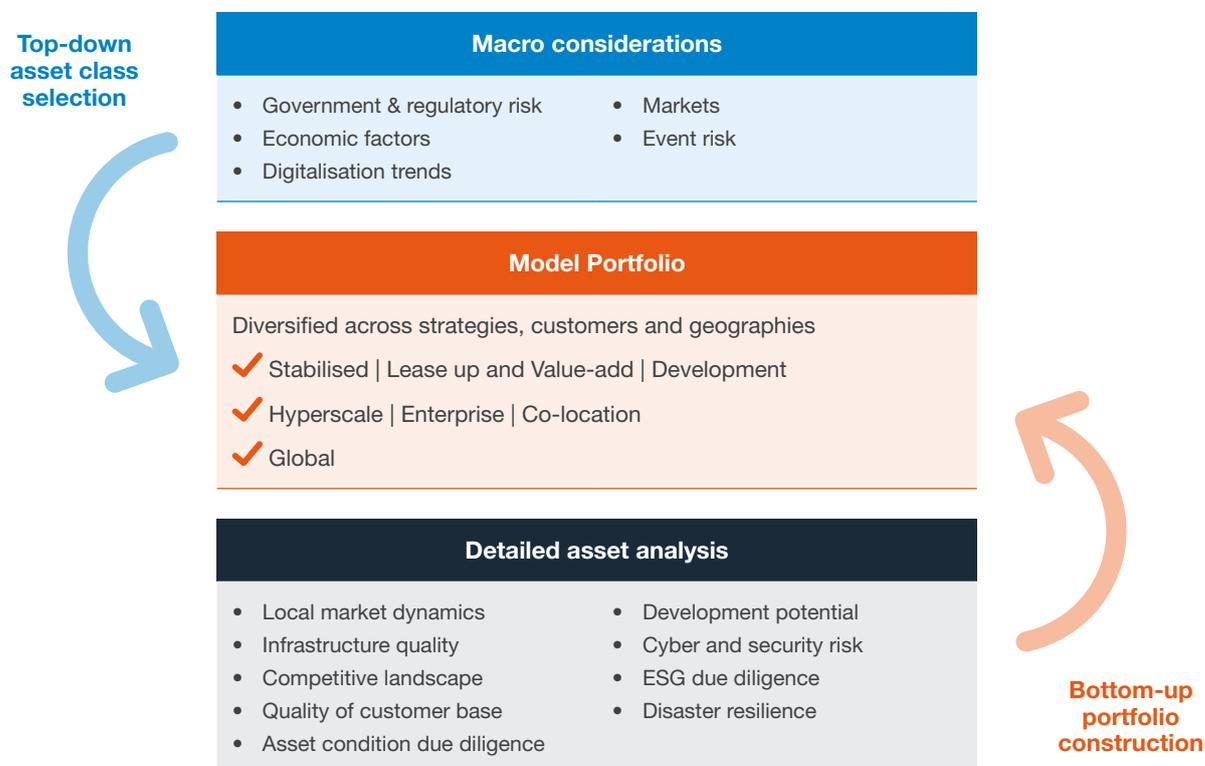 Top-down
asset class
selection
Macro considerations
• Government & regulatory risk
• Economic factors
• Digitalisation trends
• Markets
• Event risk
Model Portfolio
Diversified across strategies, customers and geographies
Stabilised | Lease up and Value-add | Development
Hyperscale | Enterprise | Co-location
Global
Detailed asset analysis
• Local market dynamics
• Infrastructure quality
• Competitive landscape
• Quality of customer base
• Asset condition due diligence
• Development potential
• Cyber and security risk
• ESG due diligence
• Disaster resilience
Bottom-up
portfolio
construction